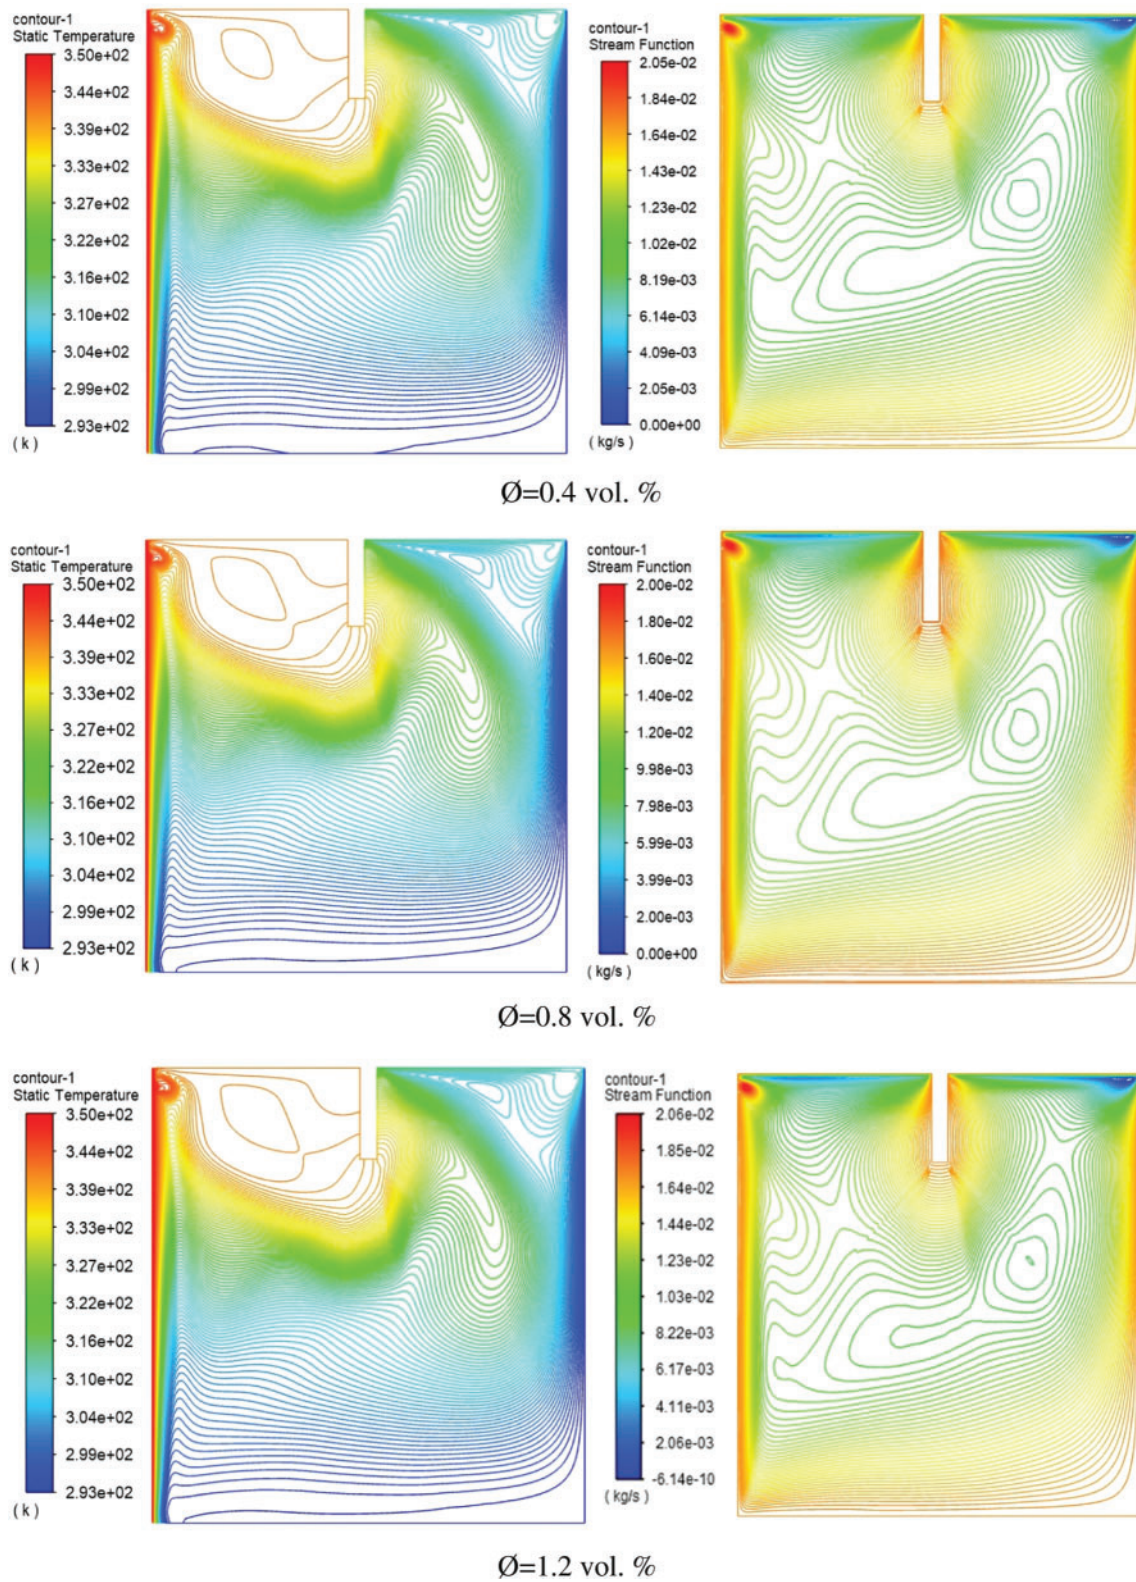 contour-1
Static Temperature
3.50e+02
3.44e+02
3.39e+02
3.33e+02
3.27e+02
3.22e+02
3.16e+02
3.10e+02
3.04e+02
2.99e+02
2.93e+02
( k )
contour-1
Stream Function
2.05e-02
1.84e-02
1.64e-02
1.43e-02
1.23e-02
1.02e-02
8.19e-03
6.14e-03
4.09e-03
2.05e-03
0.00e+00
( kg/s )
Ø=0.4 vol. %
contour-1
Static Temperature
3.50e+02
3.44e+02
3.39e+02
3.33e+02
3.27e+02
3.22e+02
3.16e+02
3.10e+02
3.04e+02
2.99e+02
2.93e+02
( k )
contour-1
Stream Function
2.00e-02
1.80e-02
1.60e-02
1.40e-02
1.20e-02
9.98e-03
7.98e-03
5.99e-03
3.99e-03
2.00e-03
0.00e+00
( kg/s )
Ø=0.8 vol. %
contour-1
Static Temperature
3.50e+02
3.44e+02
3.39e+02
3.33e+02
3.27e+02
3.22e+02
3.16e+02
3.10e+02
3.04e+02
2.99e+02
2.93e+02
( k )
contour-1
Stream Function
2.06e-02
1.85e-02
1.64e-02
1.44e-02
1.23e-02
1.03e-02
8.22e-03
6.17e-03
4.11e-03
2.06e-03
-6.14e-10
( kg/s )
Ø=1.2 vol. %